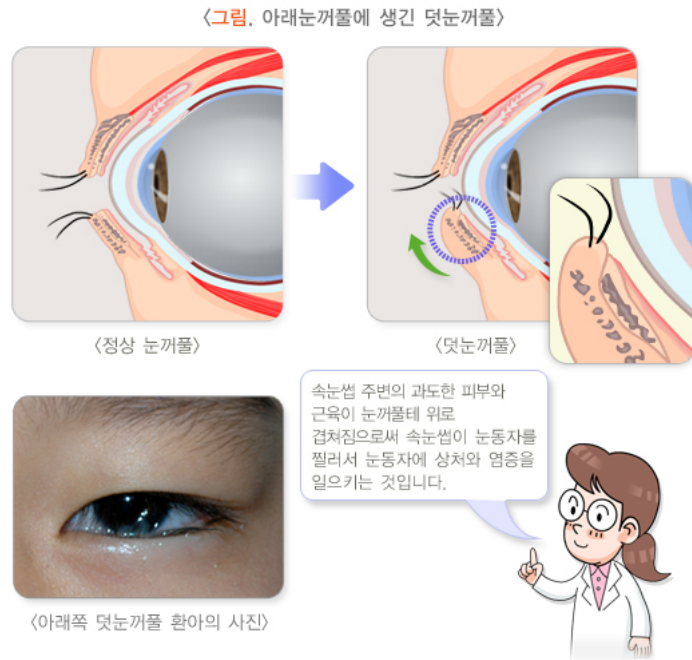 〈그림. 아래눈꺼풀에 생긴 덧눈꺼풀〉
〈정상 눈꺼풀〉
〈덧눈꺼풀〉
속눈썹 주변의 과도한 피부와
근육이 눈꺼풀테 위로
겹쳐짐으로써 속눈썹이 눈동자를
찔러서 눈동자에 상처와 염증을
일으키는 것입니다.
〈아래쪽 덧눈꺼풀 환아의 사진〉